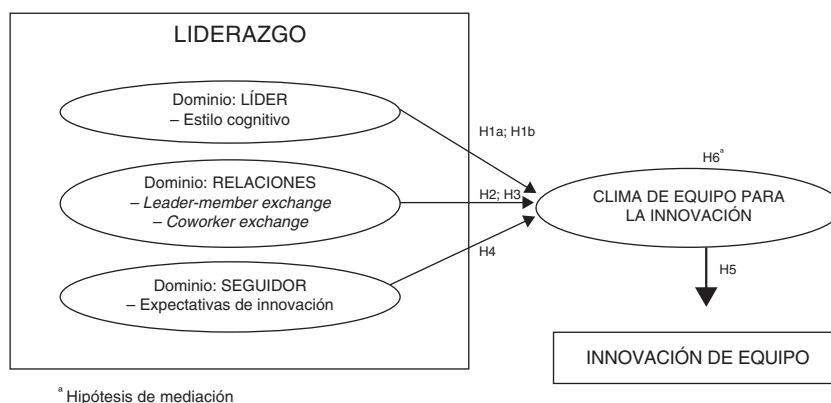 LIDERAZGO
Dominio: LÍDER
– Estilo cognitivo
H1a; H1b
Dominio: RELACIONES
– Leader-member exchange
– Coworker exchange
H2; H3
H4
Dominio: SEGUIDOR
– Expectativas de innovación
H6ª
CLIMA DE EQUIPO PARA
LA INNOVACIÓN
H5
INNOVACIÓN DE EQUIPO
ª Hipótesis de mediación